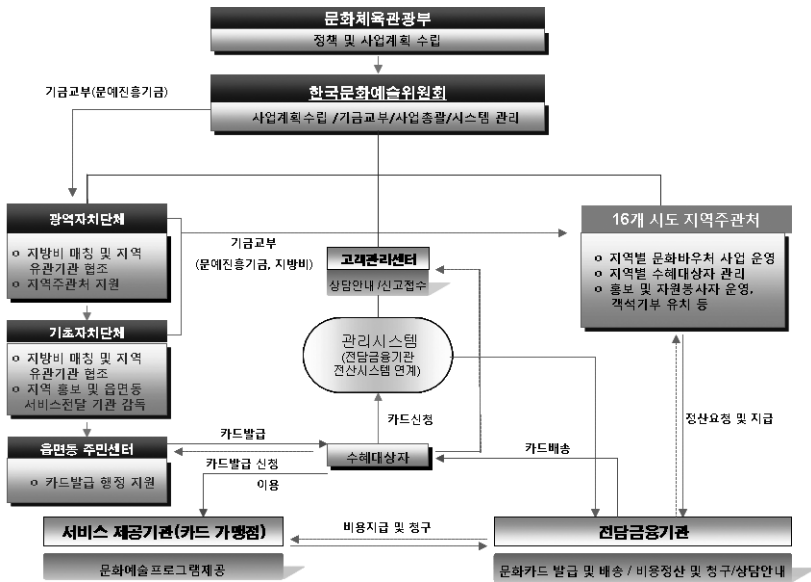 문화체육관광부
정책 및 사업계획 수립
기금교부(문예진흥기금)
한국문화예술위원회
사업계획수립 /기금교부/사업총괄/시스템 관리
광역자치단체
o 지방비 매칭 및 지역
유관기관 협조
o 지역주관처 지원
기금교부
(문예진흥기금, 지방비)
고객관리센터
상담안내/신고접수
16개 시도 지역주관처
o 지역별 문화바우처 사업 운영
o 지역별 수혜대상자 관리
o 홍보 및 자원봉사자 운영,
객석기부 유치 등
기초자치단체
o 지방비 매칭 및 지역
유관기관 협조
o 지역 홍보 및 읍면동
서비스전달 기관 감독
관리시스템
(전담금융기관
전산시스템 연계)
카드신청
정산요청 및 지급
읍면동 주민센터
o 카드발급 행정 지원
카드발급
카드발급 신청
이용
수혜대상자
카드배송
서비스 제공기관(카드 가맹점)
문화예술프로그램제공
비용지급 및 청구
전담금융기관
문화카드 발급 및 배송 / 비용정산 및 청구/상담안내